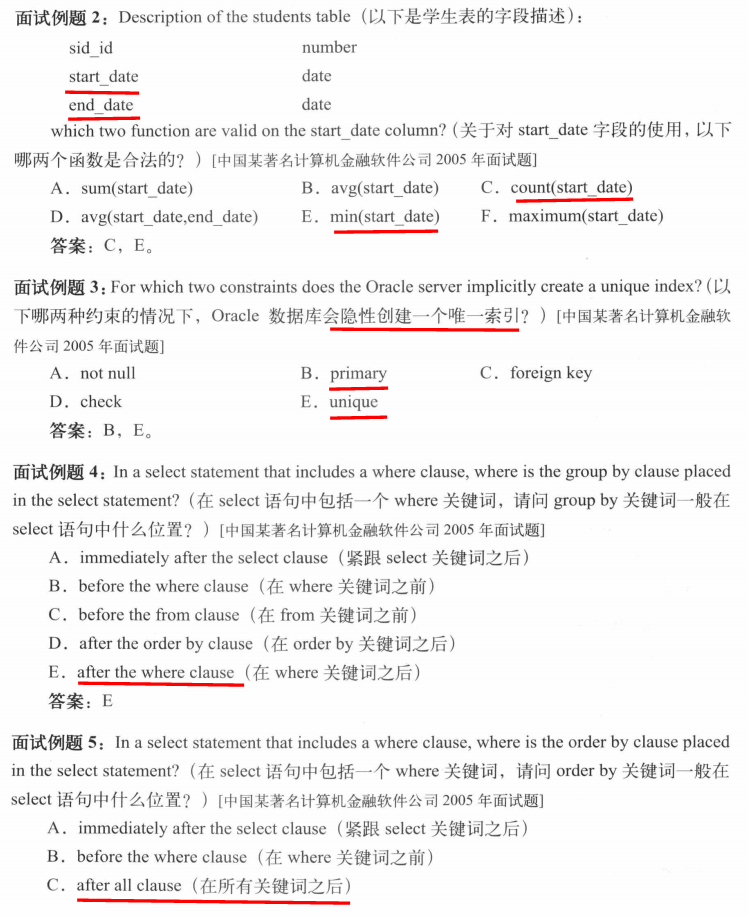 面试例题 2：Description of the students table（以下是学生表的字段描述）：
sid_id number
start_date date
end_date date
which two function are valid on the start_date column?（关于对 start_date 字段的使用，以下
哪两个函数是合法的？）[中国某著名计算机金融软件公司 2005 年面试题]
A．sum(start_date) B．avg(start_date) C．count(start_date)
D．avg(start_date,end_date) E．min(start_date) F．maximum(start_date)
答案：C，E。
面试例题 3：For which two constraints does the Oracle server implicitly create a unique index?（以
下哪两种约束的情况下，Oracle 数据库会隐性创建一个唯一索引？）[中国某著名计算机金融软
件公司 2005 年面试题]
A．not null B．primary C．foreign key
D．check E．unique
答案：B，E。
面试例题 4：In a select statement that includes a where clause, where is the group by clause placed
in the select statement?（在 select 语句中包括一个 where 关键词，请问 group by 关键词一般在
select 语句中什么位置？）[中国某著名计算机金融软件公司 2005 年面试题]
A．immediately after the select clause（紧跟 select 关键词之后）
B．before the where clause（在 where 关键词之前）
C．before the from clause（在 from 关键词之前）
D．after the order by clause（在 order by 关键词之后）
E．after the where clause（在 where 关键词之后）
答案：E
面试例题 5：In a select statement that includes a where clause, where is the order by clause placed
in the select statement?（在 select 语句中包括一个 where 关键词，请问 order by 关键词一般在
select 语句中什么位置？）[中国某著名计算机金融软件公司 2005 年面试题]
A．immediately after the select clause（紧跟 select 关键词之后）
B．before the where clause（在 where 关键词之前）
C．after all clause（在所有关键词之后）